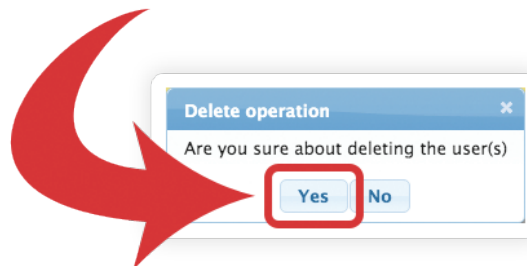 Delete operation
Are you sure about deleting the user(s)
Yes No